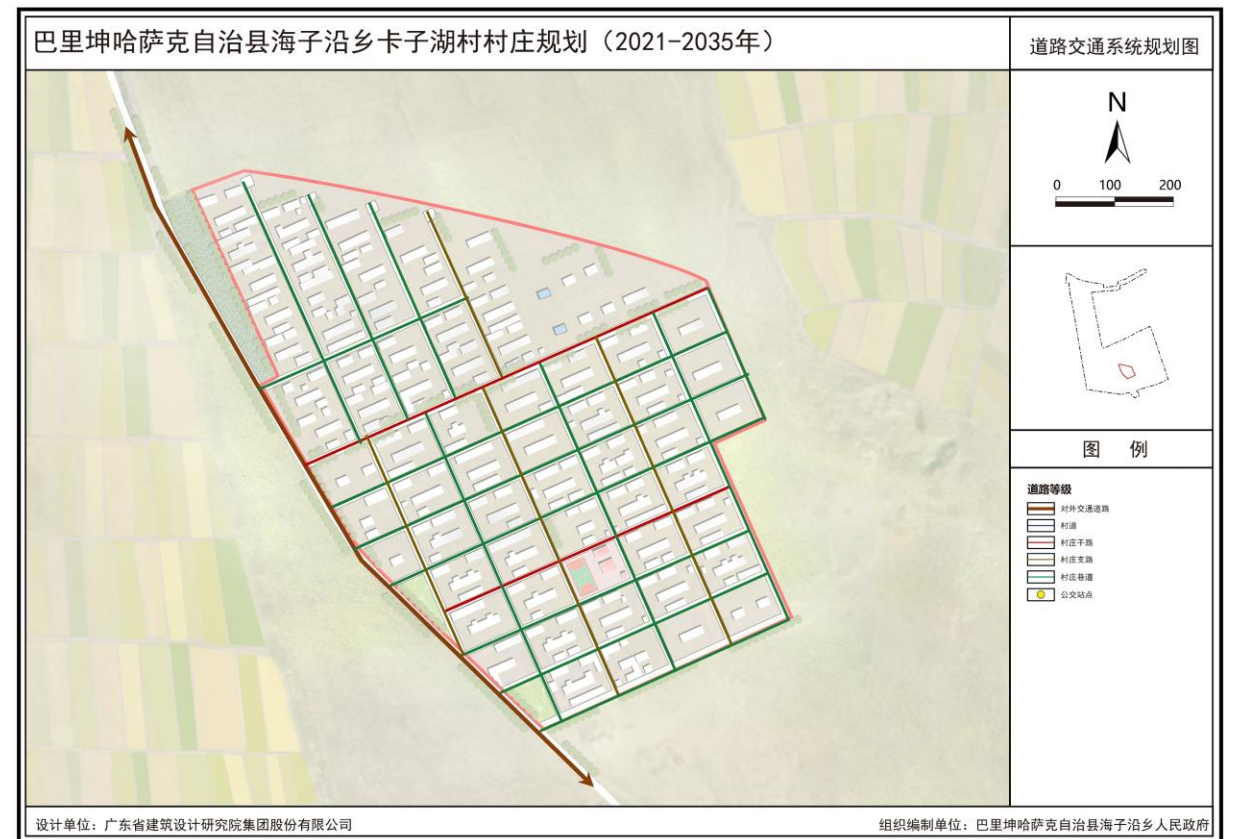 巴里坤哈萨克自治县海子沿乡卡子湖村村庄规划（2021-2035年）
道路交通系统规划图
N
0 100 200
图 例
道路等级
对外交通道路
村道
村庄干路
村庄支路
村庄巷道
公交站点
设计单位：广东省建筑设计研究院集团股份有限公司
组织编制单位：巴里坤哈萨克自治县海子沿乡人民政府